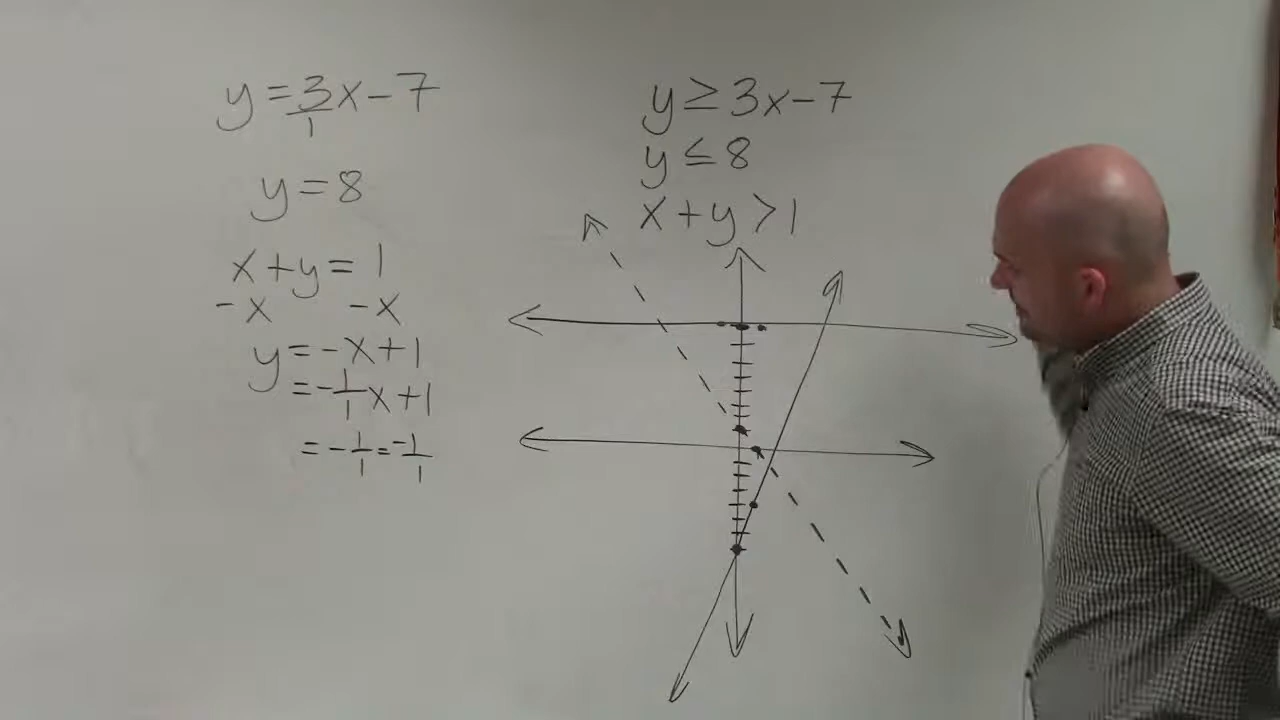 y = 3/1 x - 7
y = 8
x + y = 1
- x - x
y = - x + 1
= - 1/1 x + 1
= - 1/1 = -1/1
y ≥ 3x - 7
y ≤ 8
x + y > 1